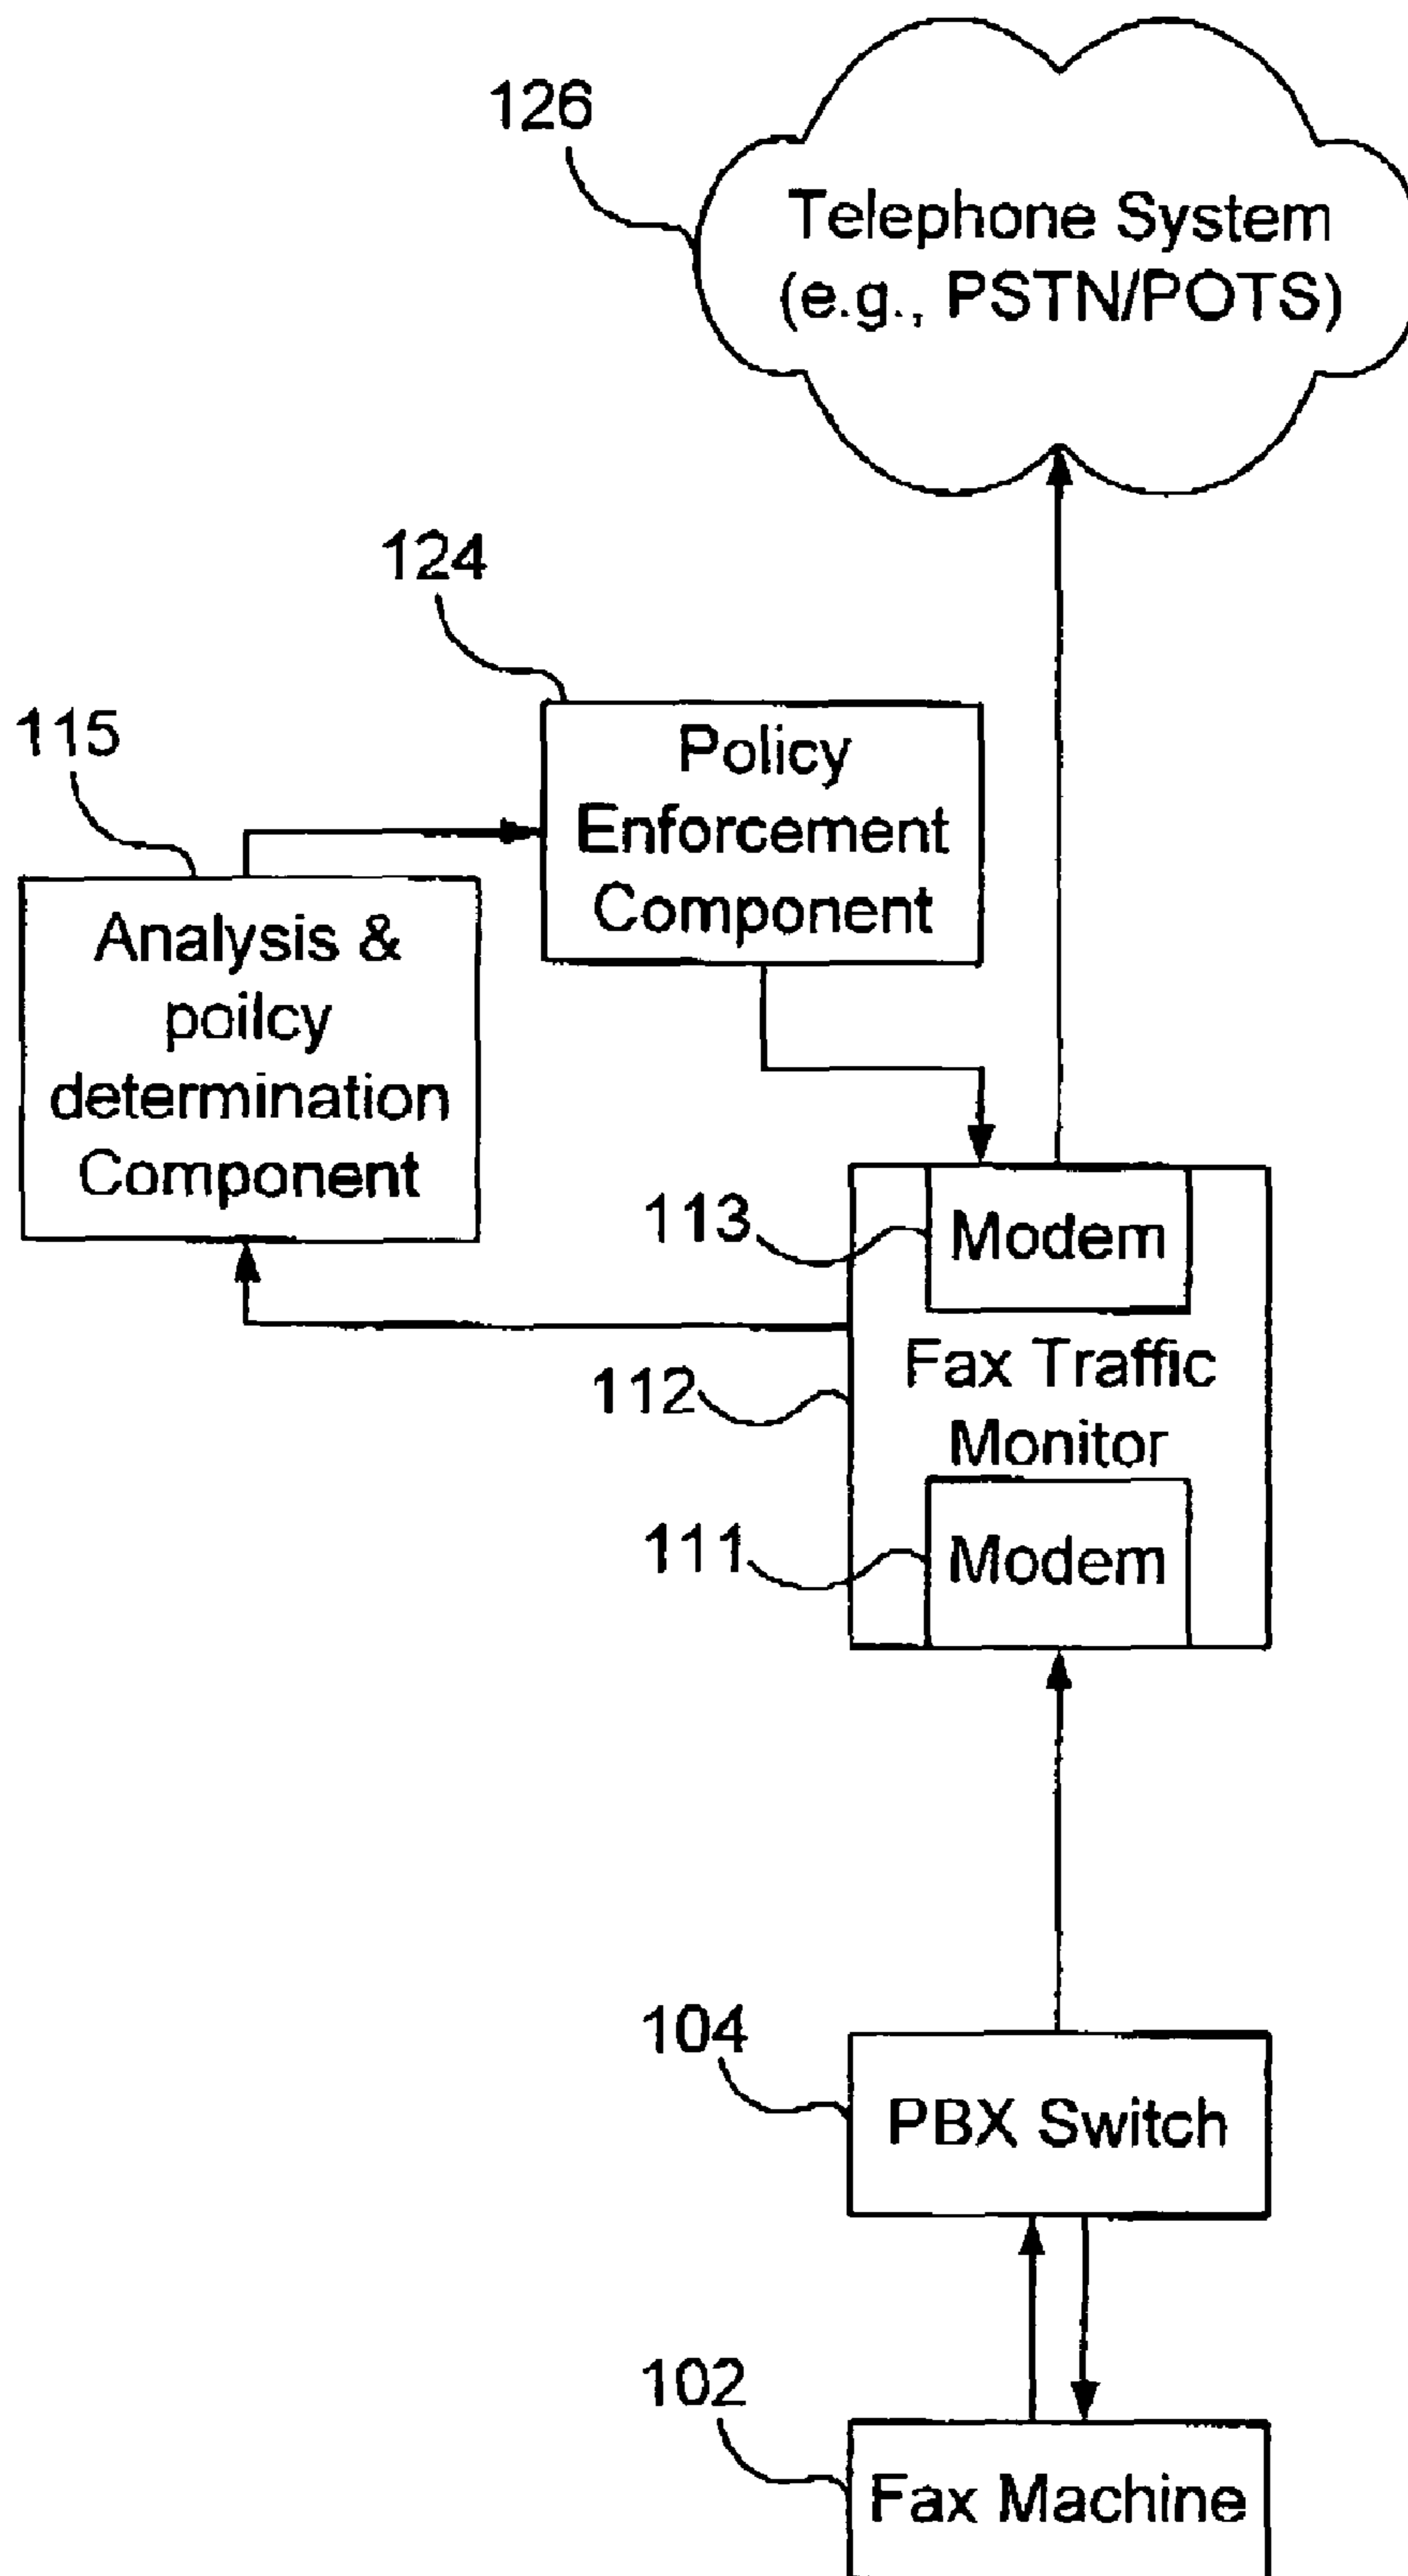 126
Telephone System
(e.g., PSTN/POTS)
124
Policy
Enforcement
Component
115
Analysis &
poilcy
determination
Component
113
Modem
112
Fax Traffic
Monitor
111
Modem
104
PBX Switch
102
Fax Machine